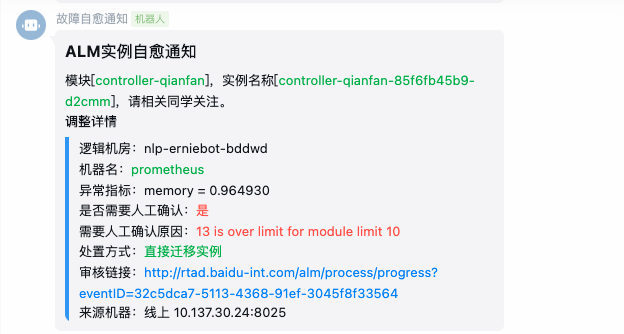 故障自愈通知 机器人
ALM实例自愈通知
模块[controller-qianfan]，实例名称[controller-qianfan-85f6fb45b9-
d2cmm]，请相关同学关注。
调整详情
逻辑机房：nlp-erniebot-bddwd
机器名：prometheus
异常指标：memory = 0.964930
是否需要人工确认：是
需要人工确认原因：13 is over limit for module limit 10
处置方式：直接迁移实例
审核链接：http://rtad.baidu-int.com/alm/process/progress?
eventID=32c5dca7-5113-4368-91ef-3045f8f33564
来源机器：线上 10.137.30.24:8025